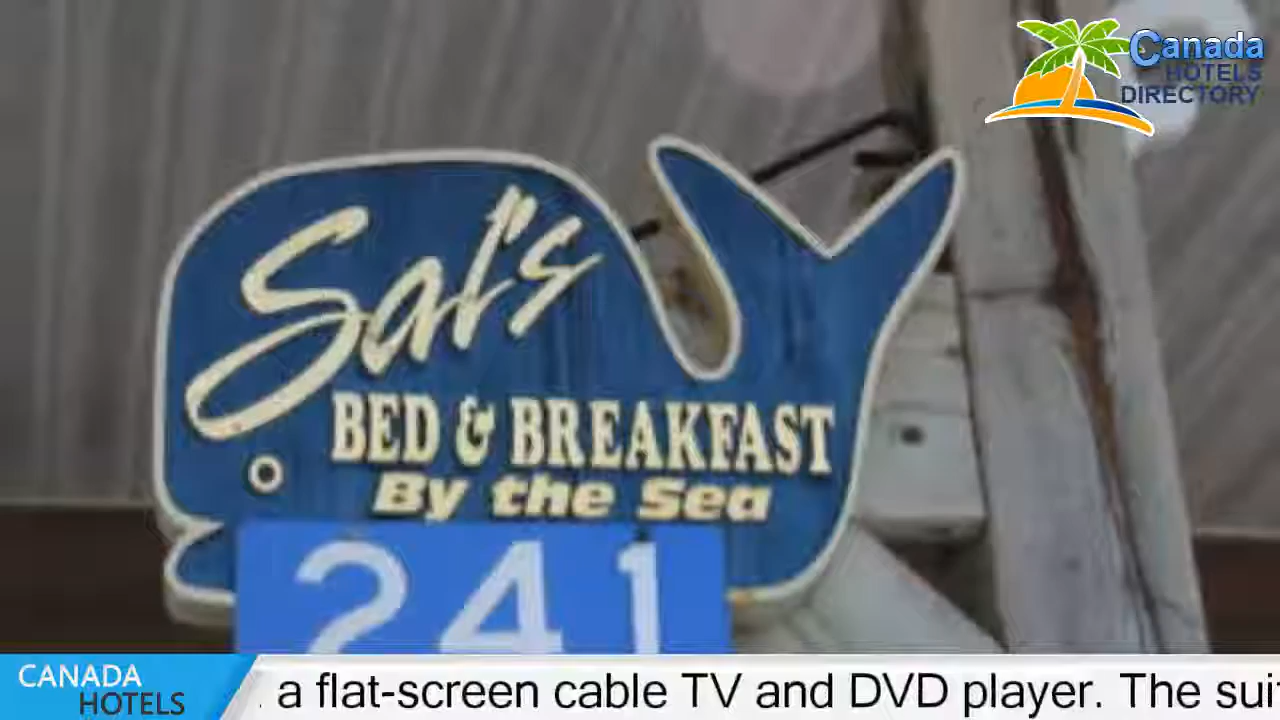 Canada
HOTELS
DIRECTORY
Sal's
BED & BREAKFAST
By the Sea
241
CANADA
HOTELS
. a flat-screen cable TV and DVD player. The